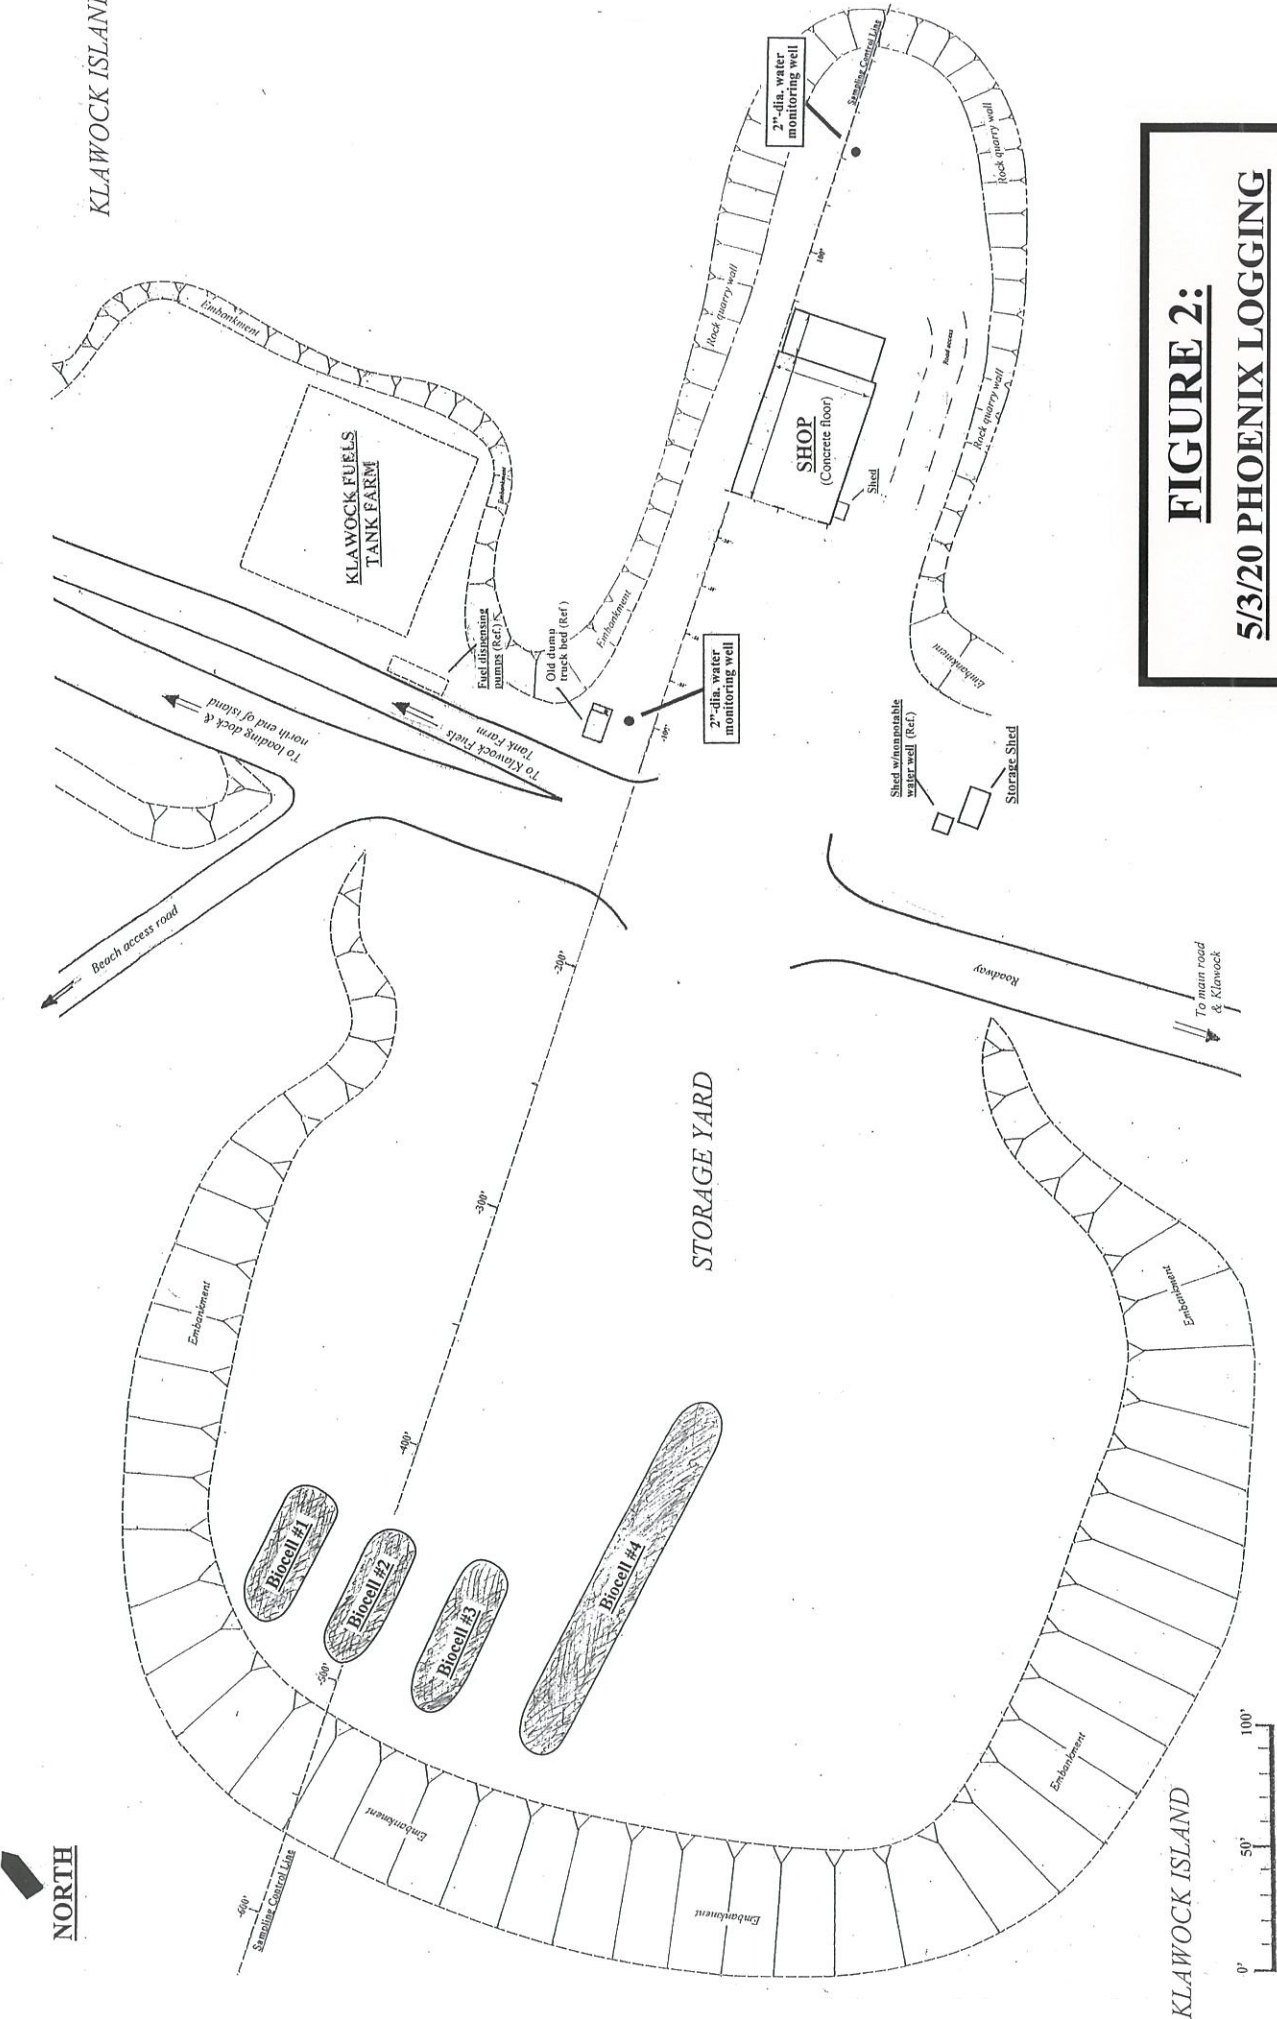 KLAWOCK ISLAND
Sampling Control Line
2"-dia. water
monitoring well
Rock quarry wall
Rock quarry wall
Rock quarry wall
100'
Embankment
KLAWOCK FUELS
TANK FARM
Embankment
SHOP
(Concrete floor)
Shed
Road access
Fuel dispensing
pumps (Ref.)
Old dump
truck bed (Ref)
2"-dia. water
monitoring well
-100'
Embankment
To loading dock &
north end of island
To Klawock Fuels
Tank Farm
Shed w/nonpotable
water well (Ref.)
Storage Shed
Beach access road
-200'
Roadway
To main road
& Klawock
STORAGE YARD
-300'
Embankment
Embankment
-400'
Biocell #1
Biocell #2
Biocell #3
Biocell #4
-500'
Embankment
Embankment
Embankment
-600'
Sampling Control Line
NORTH
KLAWOCK ISLAND
0'
50'
100'
FIGURE 2:
5/3/20 PHOENIX LOGGING